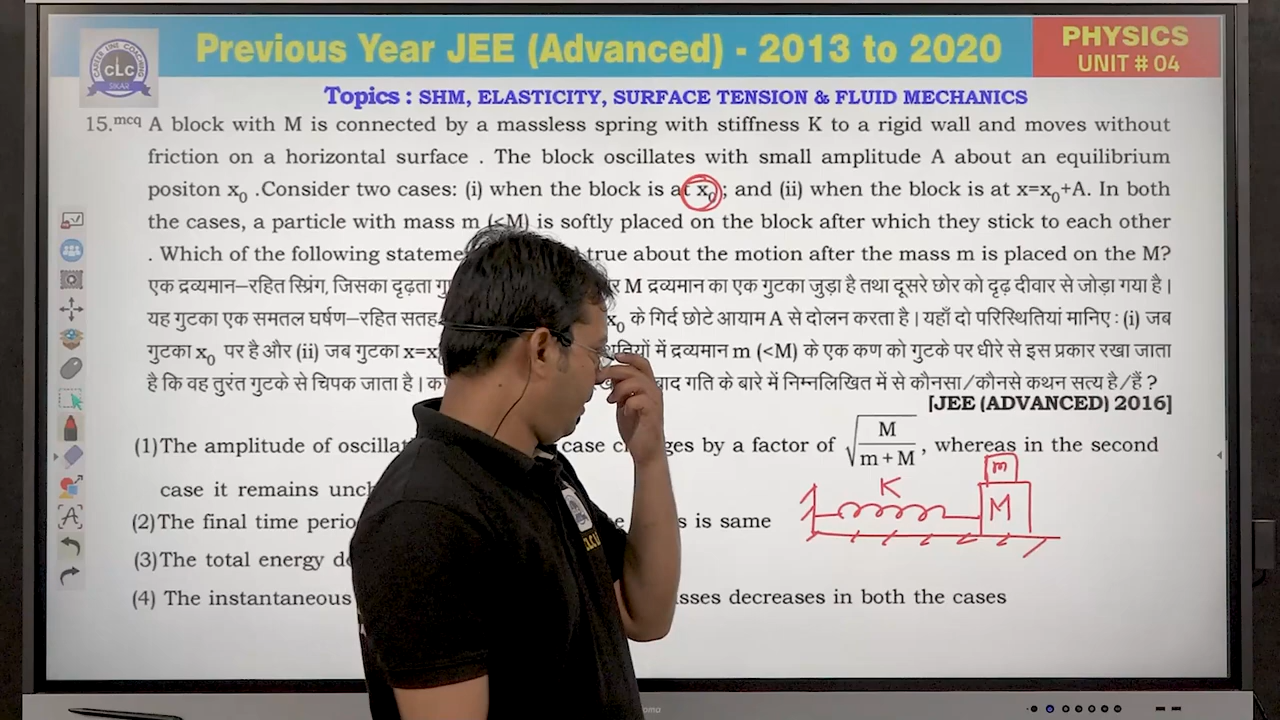 Previous Year JEE (Advanced) - 2013 to 2020
PHYSICS
UNIT # 04
CLC
SIKAR
Topics : SHM, ELASTICITY, SURFACE TENSION & FLUID MECHANICS
15.mcq A block with M is connected by a massless spring with stiffness K to a rigid wall and moves without
friction on a horizontal surface . The block oscillates with small amplitude A about an equilibrium
positon x₀ .Consider two cases: (i) when the block is at x₀; and (ii) when the block is at x=x₀+A. In both
the cases, a particle with mass m (<M) is softly placed on the block after which they stick to each other
. Which of the following true about the motion after the mass m is placed on the M?
एक द्रव्यमान–रहित स्प्रिंग, जिसका दृढ़ता M द्रव्यमान का एक गुटका जुड़ा है तथा दूसरे छोर को दृढ़ दीवार से जोड़ा गया है।
यह गुटका एक समतल घर्षण–रहित सतह x₀ के गिर्द छोटे आयाम A से दोलन करता है। यहाँ दो परिस्थितियां मानिए : (i) जब
गुटका x₀ पर है और (ii) जब गुटका में द्रव्यमान m (<M) के एक कण को गुटके पर धीरे से इस प्रकार रखा जाता
है कि वह तुरंत गुटके से चिपक जाता है। गति के बारे में निम्नलिखित में से कौनसा/कौनसे कथन सत्य है/हैं ?
[JEE (ADVANCED) 2016]
(1)The amplitude of case by a factor of √(M/(m+M)) , whereas in the second
case it remains
K
m
M
(2)The final time is same
(3)The total energy
(4) The instantaneous decreases in both the cases